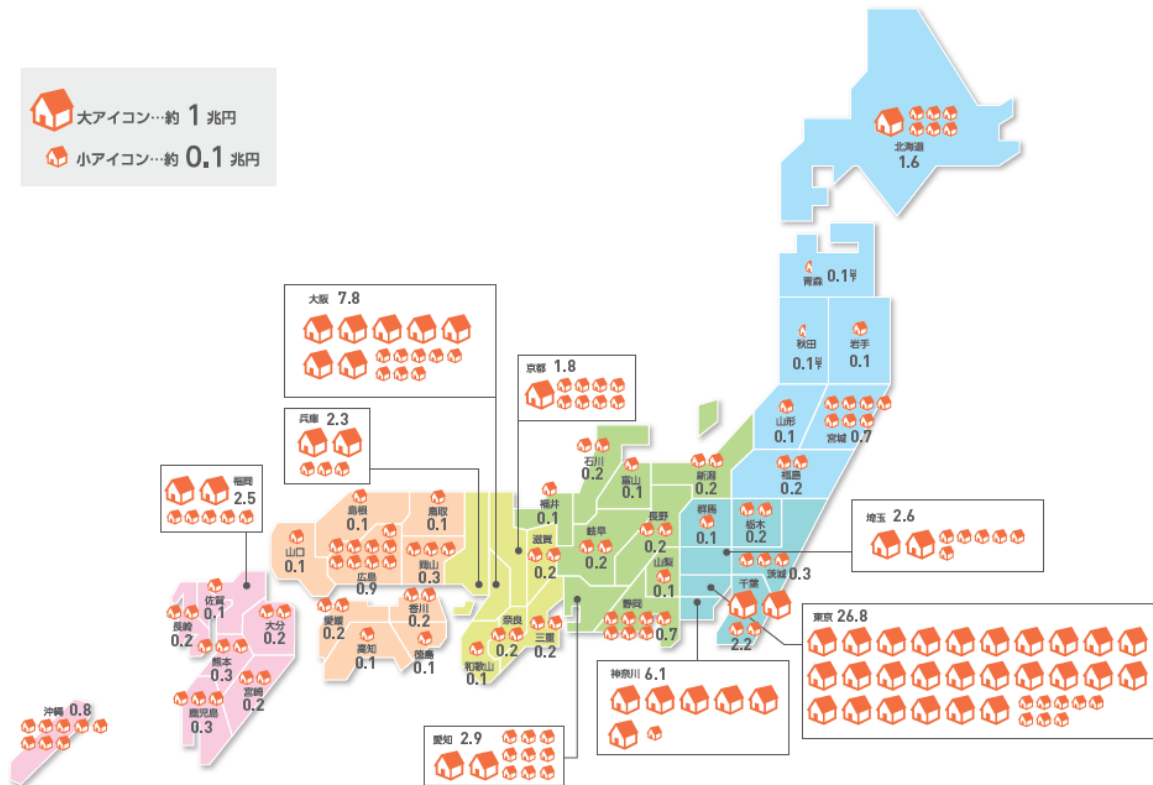 大アイコン…約 1 兆円
小アイコン…約 0.1 兆円
北海道
1.6
青森 0.1弱
秋田
0.1弱
岩手
0.1
山形
0.1
宮城 0.7
福島
0.2
大阪 7.8
京都 1.8
兵庫 2.3
福岡
2.5
石川
0.2
富山
0.1
新潟
0.2
福井
0.1
群馬
0.1
栃木
0.2
埼玉 2.6
島根
0.1
鳥取
0.1
山口
0.1
広島
0.9
岡山
0.3
滋賀
0.2
岐阜
0.2
長野
0.2
山梨
0.1
茨城 0.3
千葉
2.2
東京 26.8
佐賀
0.1
長崎
0.2
大分
0.2
熊本
0.3
宮崎
0.2
鹿児島
0.3
沖縄 0.8
愛媛
0.2
香川
0.2
高知
0.1
徳島
0.1
奈良
0.2
和歌山
0.1
三重
0.2
静岡
0.7
神奈川 6.1
愛知 2.9